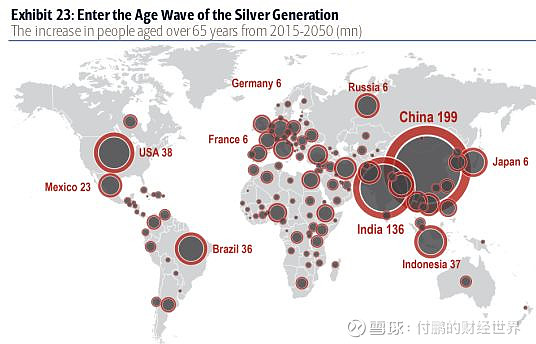 Exhibit 23: Enter the Age Wave of the Silver Generation
The increase in people aged over 65 years from 2015-2050 (mn)
Germany 6
Russia 6
China 199
France 6
USA 38
Japan 6
Mexico 23
India 136
Brazil 36
Indonesia 37
雪球:付鹏的财经世界